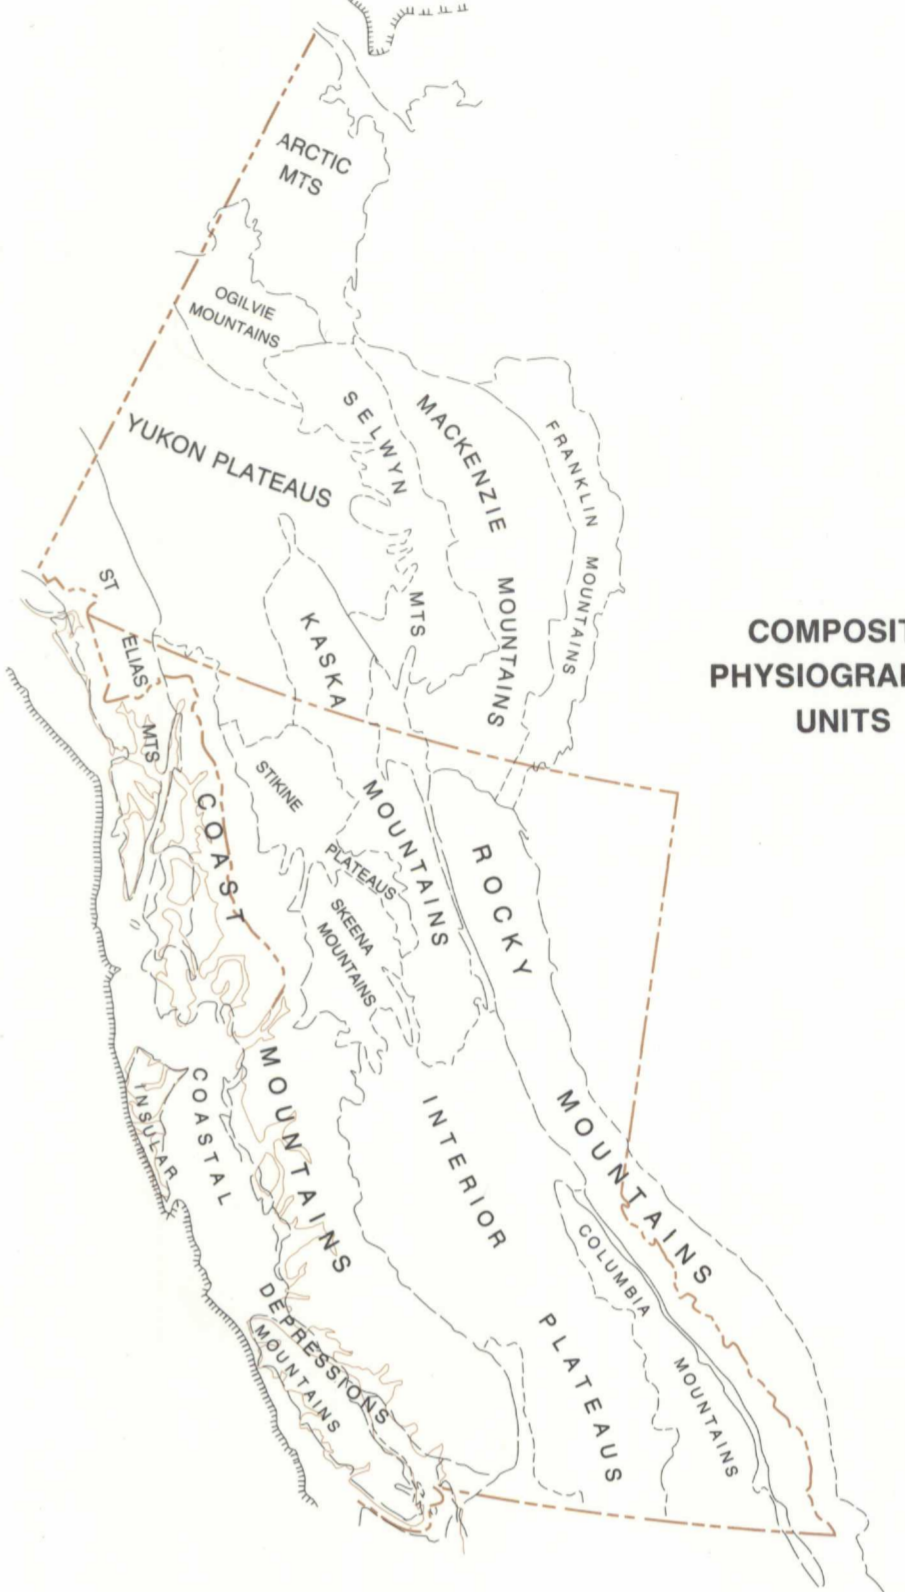 ARCTIC
MTS
OGILVIE
MOUNTAINS
YUKON PLATEAUS
SELWYN
MTS
MACKENZIE
MOUNTAINS
FRANKLIN
MOUNTAINS
ST
ELIAS
MTS
KASKA
MOUNTAINS
COMPOSIT
PHYSIOGRA
UNITS
STIKINE
PLATEAUS
SKEENA
MOUNTAINS
COAST
MOUNTAINS
ROCKY
MOUNTAINS
INSULAR
MOUNTAINS
COASTAL
DEPRESSIONS
INTERIOR
PLATEAUS
COLUMBIA
MOUNTAINS